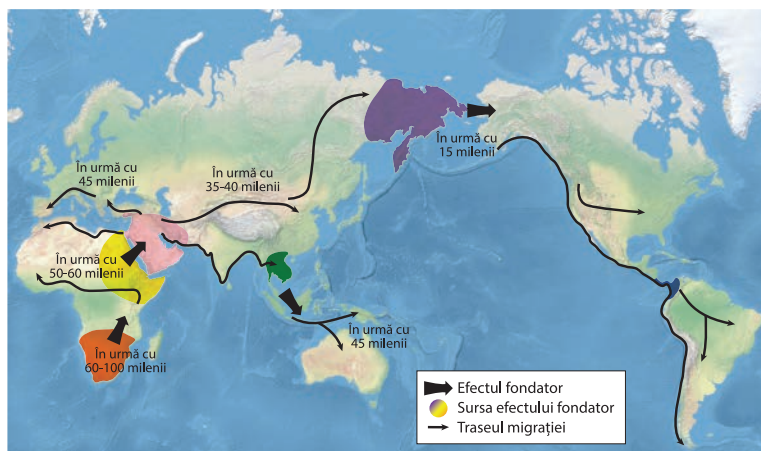 În urmă cu
15 milenii
În urmă cu
45 milenii
În urmă cu
35-40 milenii
În urmă cu
50-60 milenii
În urmă cu
45 milenii
În urmă cu
60-100 milenii
Efectul fondator
Sursa efectului fondator
Traseul migrației